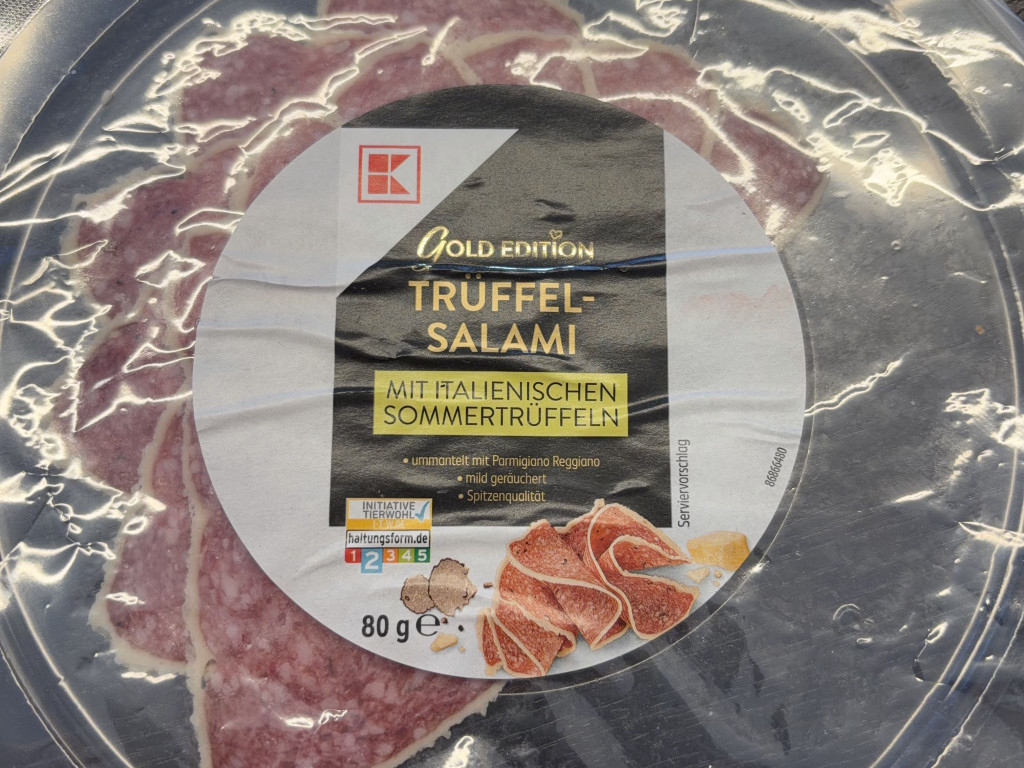 K
GOLD EDITION
TRÜFFEL-
SALAMI
MIT ITALIENISCHEN
SOMMERTRÜFFELN
• ummantelt mit Parmigiano Reggiano
• mild geräuchert
• Spitzenqualität
Serviervorschlag
86866480
INITIATIVE
TIERWOHL
haltungsform.de
1 2 3 4 5
80 g e